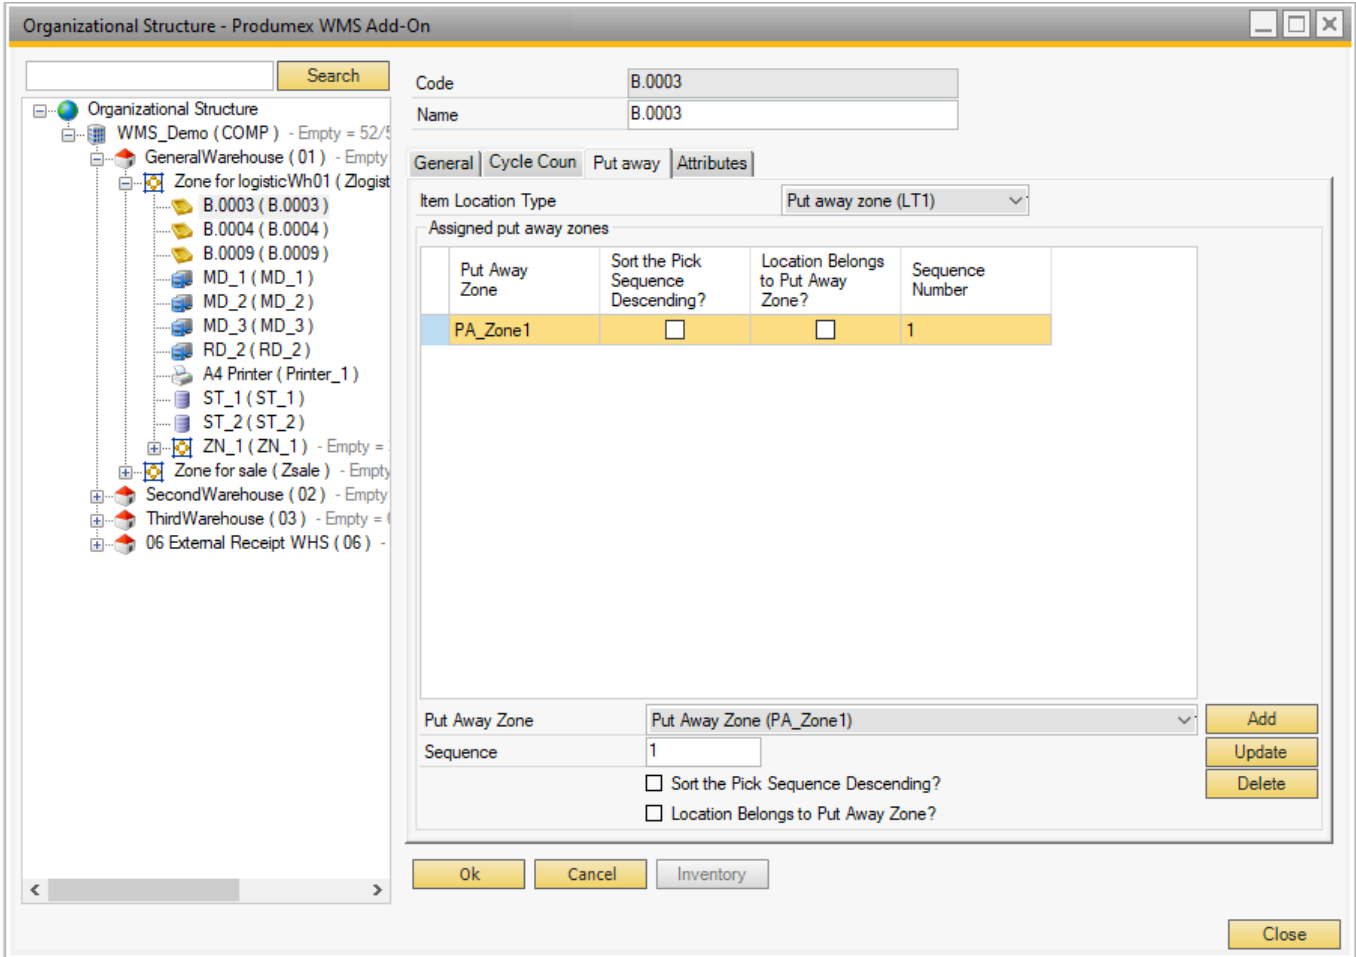 Organizational Structure - Produmex WMS Add-On
Search
Organizational Structure
WMS_Demo ( COMP ) - Empty = 52/5
GeneralWarehouse ( 01 ) - Empty
Zone for logisticWh01 ( Zlogist
B.0003 ( B.0003 )
B.0004 ( B.0004 )
B.0009 ( B.0009 )
MD_1 ( MD_1 )
MD_2 ( MD_2 )
MD_3 ( MD_3 )
RD_2 ( RD_2 )
A4 Printer ( Printer_1 )
ST_1 ( ST_1 )
ST_2 ( ST_2 )
ZN_1 ( ZN_1 ) - Empty =
Zone for sale ( Zsale ) - Empty
SecondWarehouse ( 02 ) - Empty
ThirdWarehouse ( 03 ) - Empty =
06 External Receipt WHS ( 06 ) -
Code B.0003
Name B.0003
General Cycle Coun Put away Attributes
Item Location Type Put away zone (LT1)
Assigned put away zones
Put Away Zone
Sort the Pick Sequence Descending?
Location Belongs to Put Away Zone?
Sequence Number
PA_Zone1 1
Put Away Zone Put Away Zone (PA_Zone1) Add
Sequence 1 Update
Sort the Pick Sequence Descending? Delete
Location Belongs to Put Away Zone?
Ok Cancel Inventory
Close